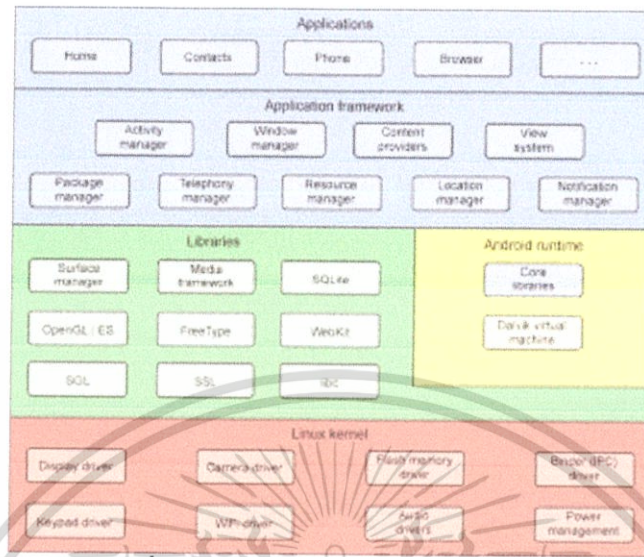 Applications
Home
Contacts
Phone
Browser
...
Application framework
Activity
manager
Window
manager
Content
providers
View
system
Package
manager
Telephony
manager
Resource
manager
Location
manager
Notification
manager
Libraries
Android runtime
Surface
manager
Media
framework
SQLite
Core
libraries
OpenGL | ES
FreeType
WebKit
Dalvik virtual
machine
SGL
SSL
libc
Linux kernel
Display driver
Camera driver
Flash memory
driver
Binder (IPC)
driver
Keypad driver
WiFi driver
Audio
drivers
Power
management